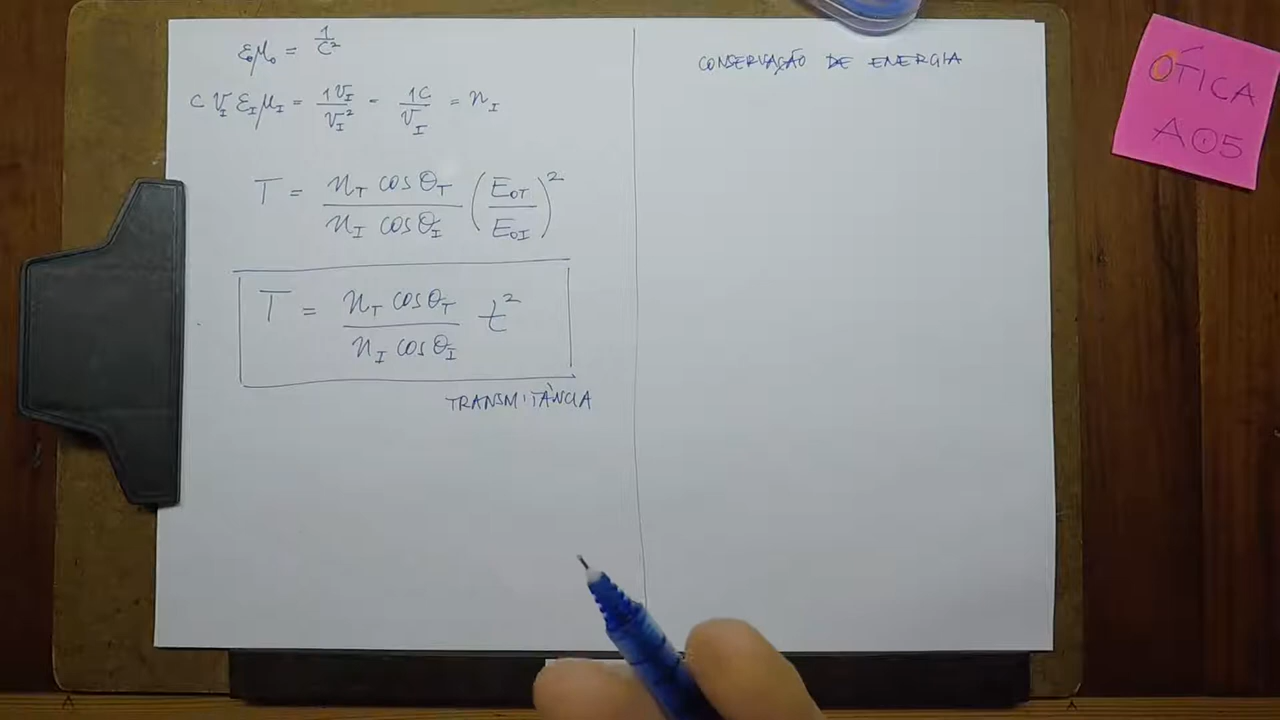 ε₀μ₀ = 1/c²
C V_I ε_I μ_I = 1V_I/V_I² = 1C/V_I = n_I
T = n_T cos θ_T / n_I cos θ_I (E_0T / E_0I)²
T = n_T cos θ_T / n_I cos θ_I t²
TRANSMITÂNCIA
CONSERVAÇÃO DE ENERGIA
ÓTICA
A05